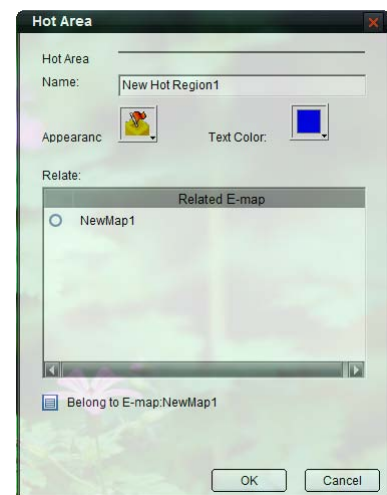 Hot Area
Hot Area
Name: New Hot Region1
Appearanc Text Color:
Relate:
Related E-map
NewMap1
Belong to E-map:NewMap1
OK Cancel